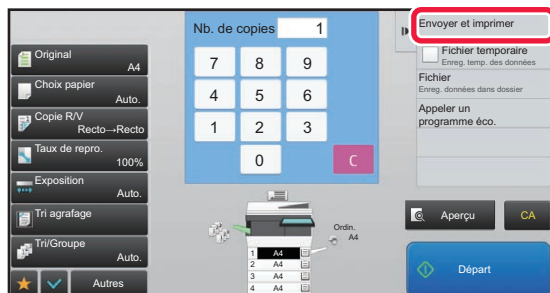 Nb. de copies 1
Original
A4
Choix papier
Auto.
Copie R/V
Recto→Recto
Taux de repro.
100%
Exposition
Auto.
Tri agrafage
Tri/Groupe
Auto.
Autres
7 8 9
4 5 6
1 2 3
0 C
Ordin.
A4
1 A4
2 A4
3 A4
4 A4
Envoyer et imprimer
Fichier temporaire
Enreg. temp. des données
Fichier
Enreg. données dans dossier
Appeler un
programme éco.
Aperçu
CA
Départ